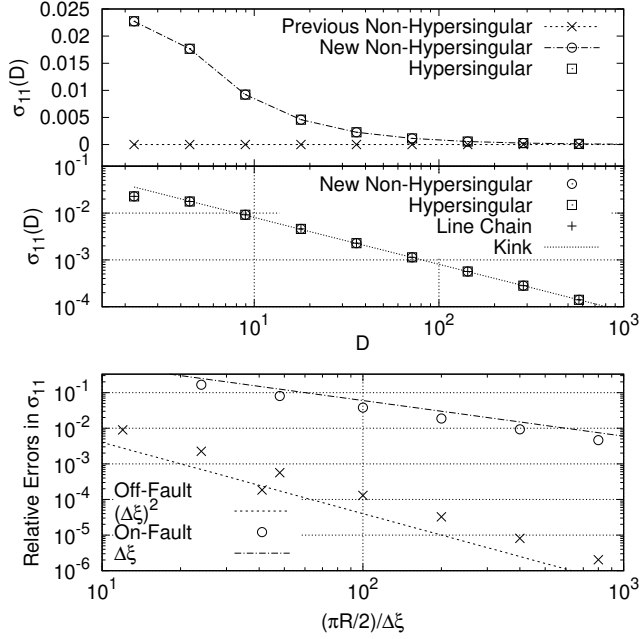 0.025
0.02
0.015
0.01
0.005
0
σ11(D)
Previous Non-Hypersingular
New Non-Hypersingular
Hypersingular
10^-1
10^-2
10^-3
10^-4
σ11(D)
New Non-Hypersingular
Hypersingular
Line Chain
Kink
10^1 10^2 10^3
D
10^-1
10^-2
10^-3
10^-4
10^-5
10^-6
Relative Errors in σ11
Off-Fault
(Δξ)^2
On-Fault
Δξ
10^1 10^2 10^3
(πR/2)/Δξ